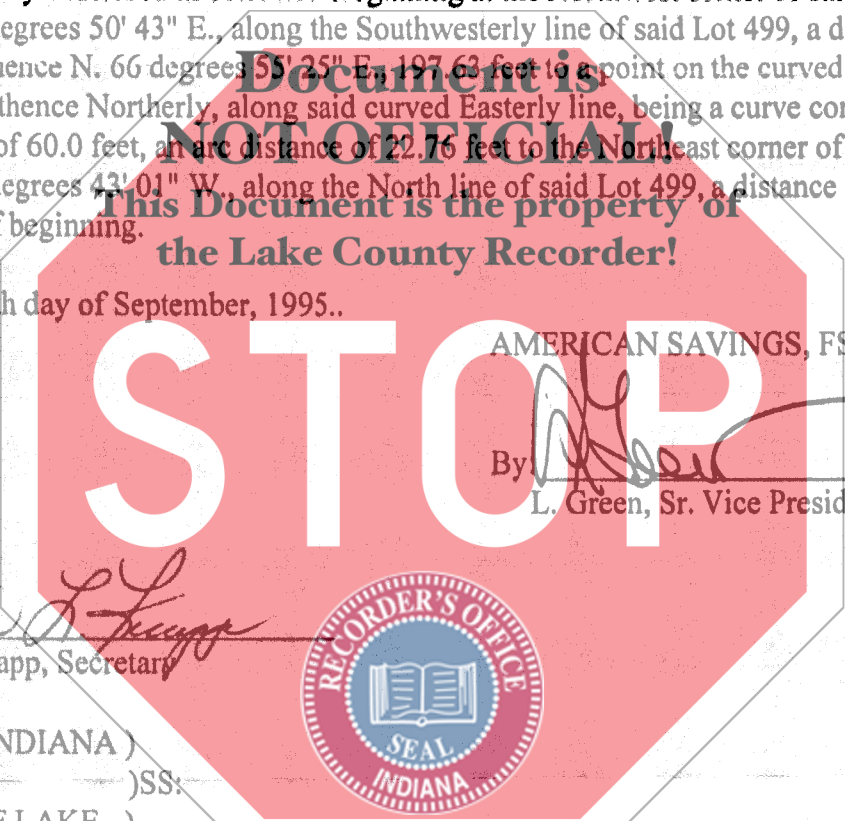 egrees 50' 43" E., along the Southwesterly line of said Lot 499, a d
ence N. 66 degrees 55' 25" E., 197.63 feet to a point on the curved
Document is
thence Northerly, along said curved Easterly line, being a curve con
NOT OFFICIAL!
of 60.0 feet, an arc distance of 22.76 feet to the Northeast corner of
egrees 43' 01" W., along the North line of said Lot 499, a distance
This Document is the property of
beginning.
the Lake County Recorder!
h day of September, 1995..
STOP
AMERICAN SAVINGS, FS
By
L. Green, Sr. Vice Presid
app, Secretary
RECORDER'S OFFICE
SEAL
INDIANA
NDIANA )
)SS:
LAKE )